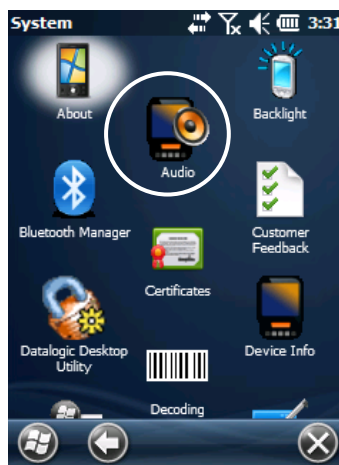 System 3:31
About
Backlight
Audio
Bluetooth Manager
Customer
Feedback
Certificates
Datalogic Desktop
Utility
Device Info
Decoding